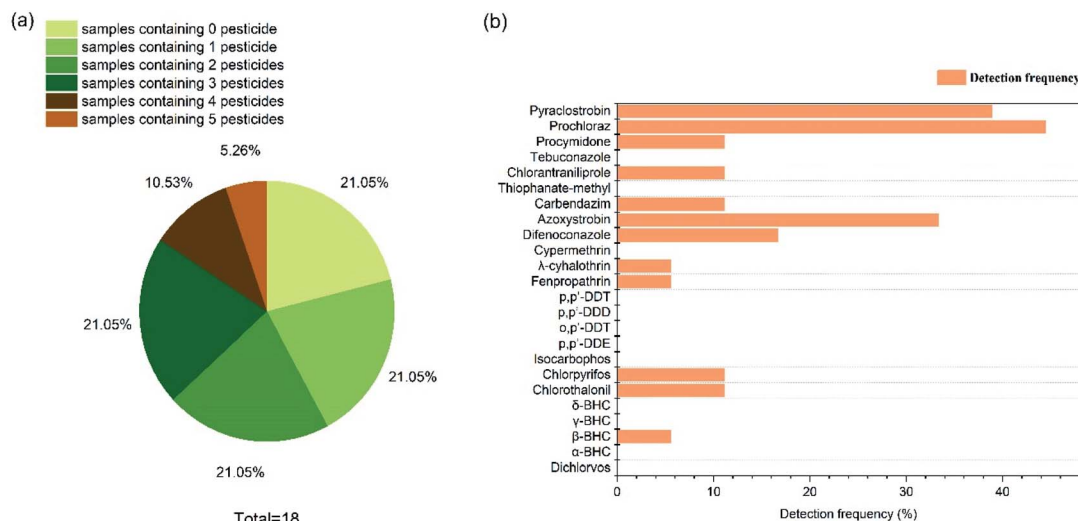 (a)
samples containing 0 pesticide
samples containing 1 pesticide
samples containing 2 pesticides
samples containing 3 pesticides
samples containing 4 pesticides
samples containing 5 pesticides
5.26%
10.53%
21.05%
21.05%
21.05%
21.05%
Total=18
(b)
Detection frequency
Pyraclostrobin
Prochloraz
Procymidone
Tebuconazole
Chlorantraniliprole
Thiophanate-methyl
Carbendazim
Azoxystrobin
Difenoconazole
Cypermethrin
λ-cyhalothrin
Fenpropathrin
p,p'-DDT
p,p'-DDD
o,p'-DDT
p,p'-DDE
Isocarbophos
Chlorpyrifos
Chlorothalonil
δ-BHC
γ-BHC
β-BHC
α-BHC
Dichlorvos
0 10 20 30 40
Detection frequency (%)